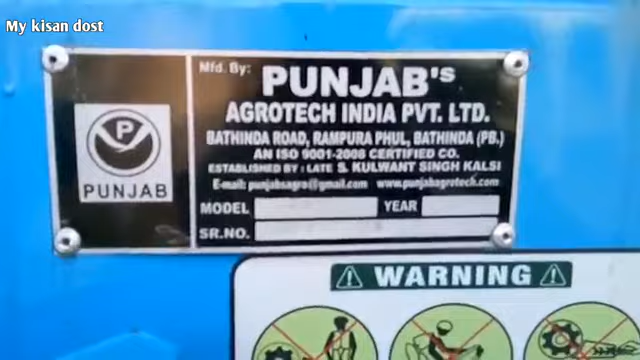 My kisan dost
Mfd. By:
PUNJAB's
AGROTECH INDIA PVT. LTD.
BATHINDA ROAD, RAMPURA PHUL, BATHINDA (PB.)
AN ISO 9001-2008 CERTIFIED CO.
ESTABLISHED BY : LATE S. KULWANT SINGH KALSI
E-mail: punjabsagro@gmail.com www.punjabagrotech.com
MODEL YEAR
SR.NO.
P
PUNJAB
WARNING